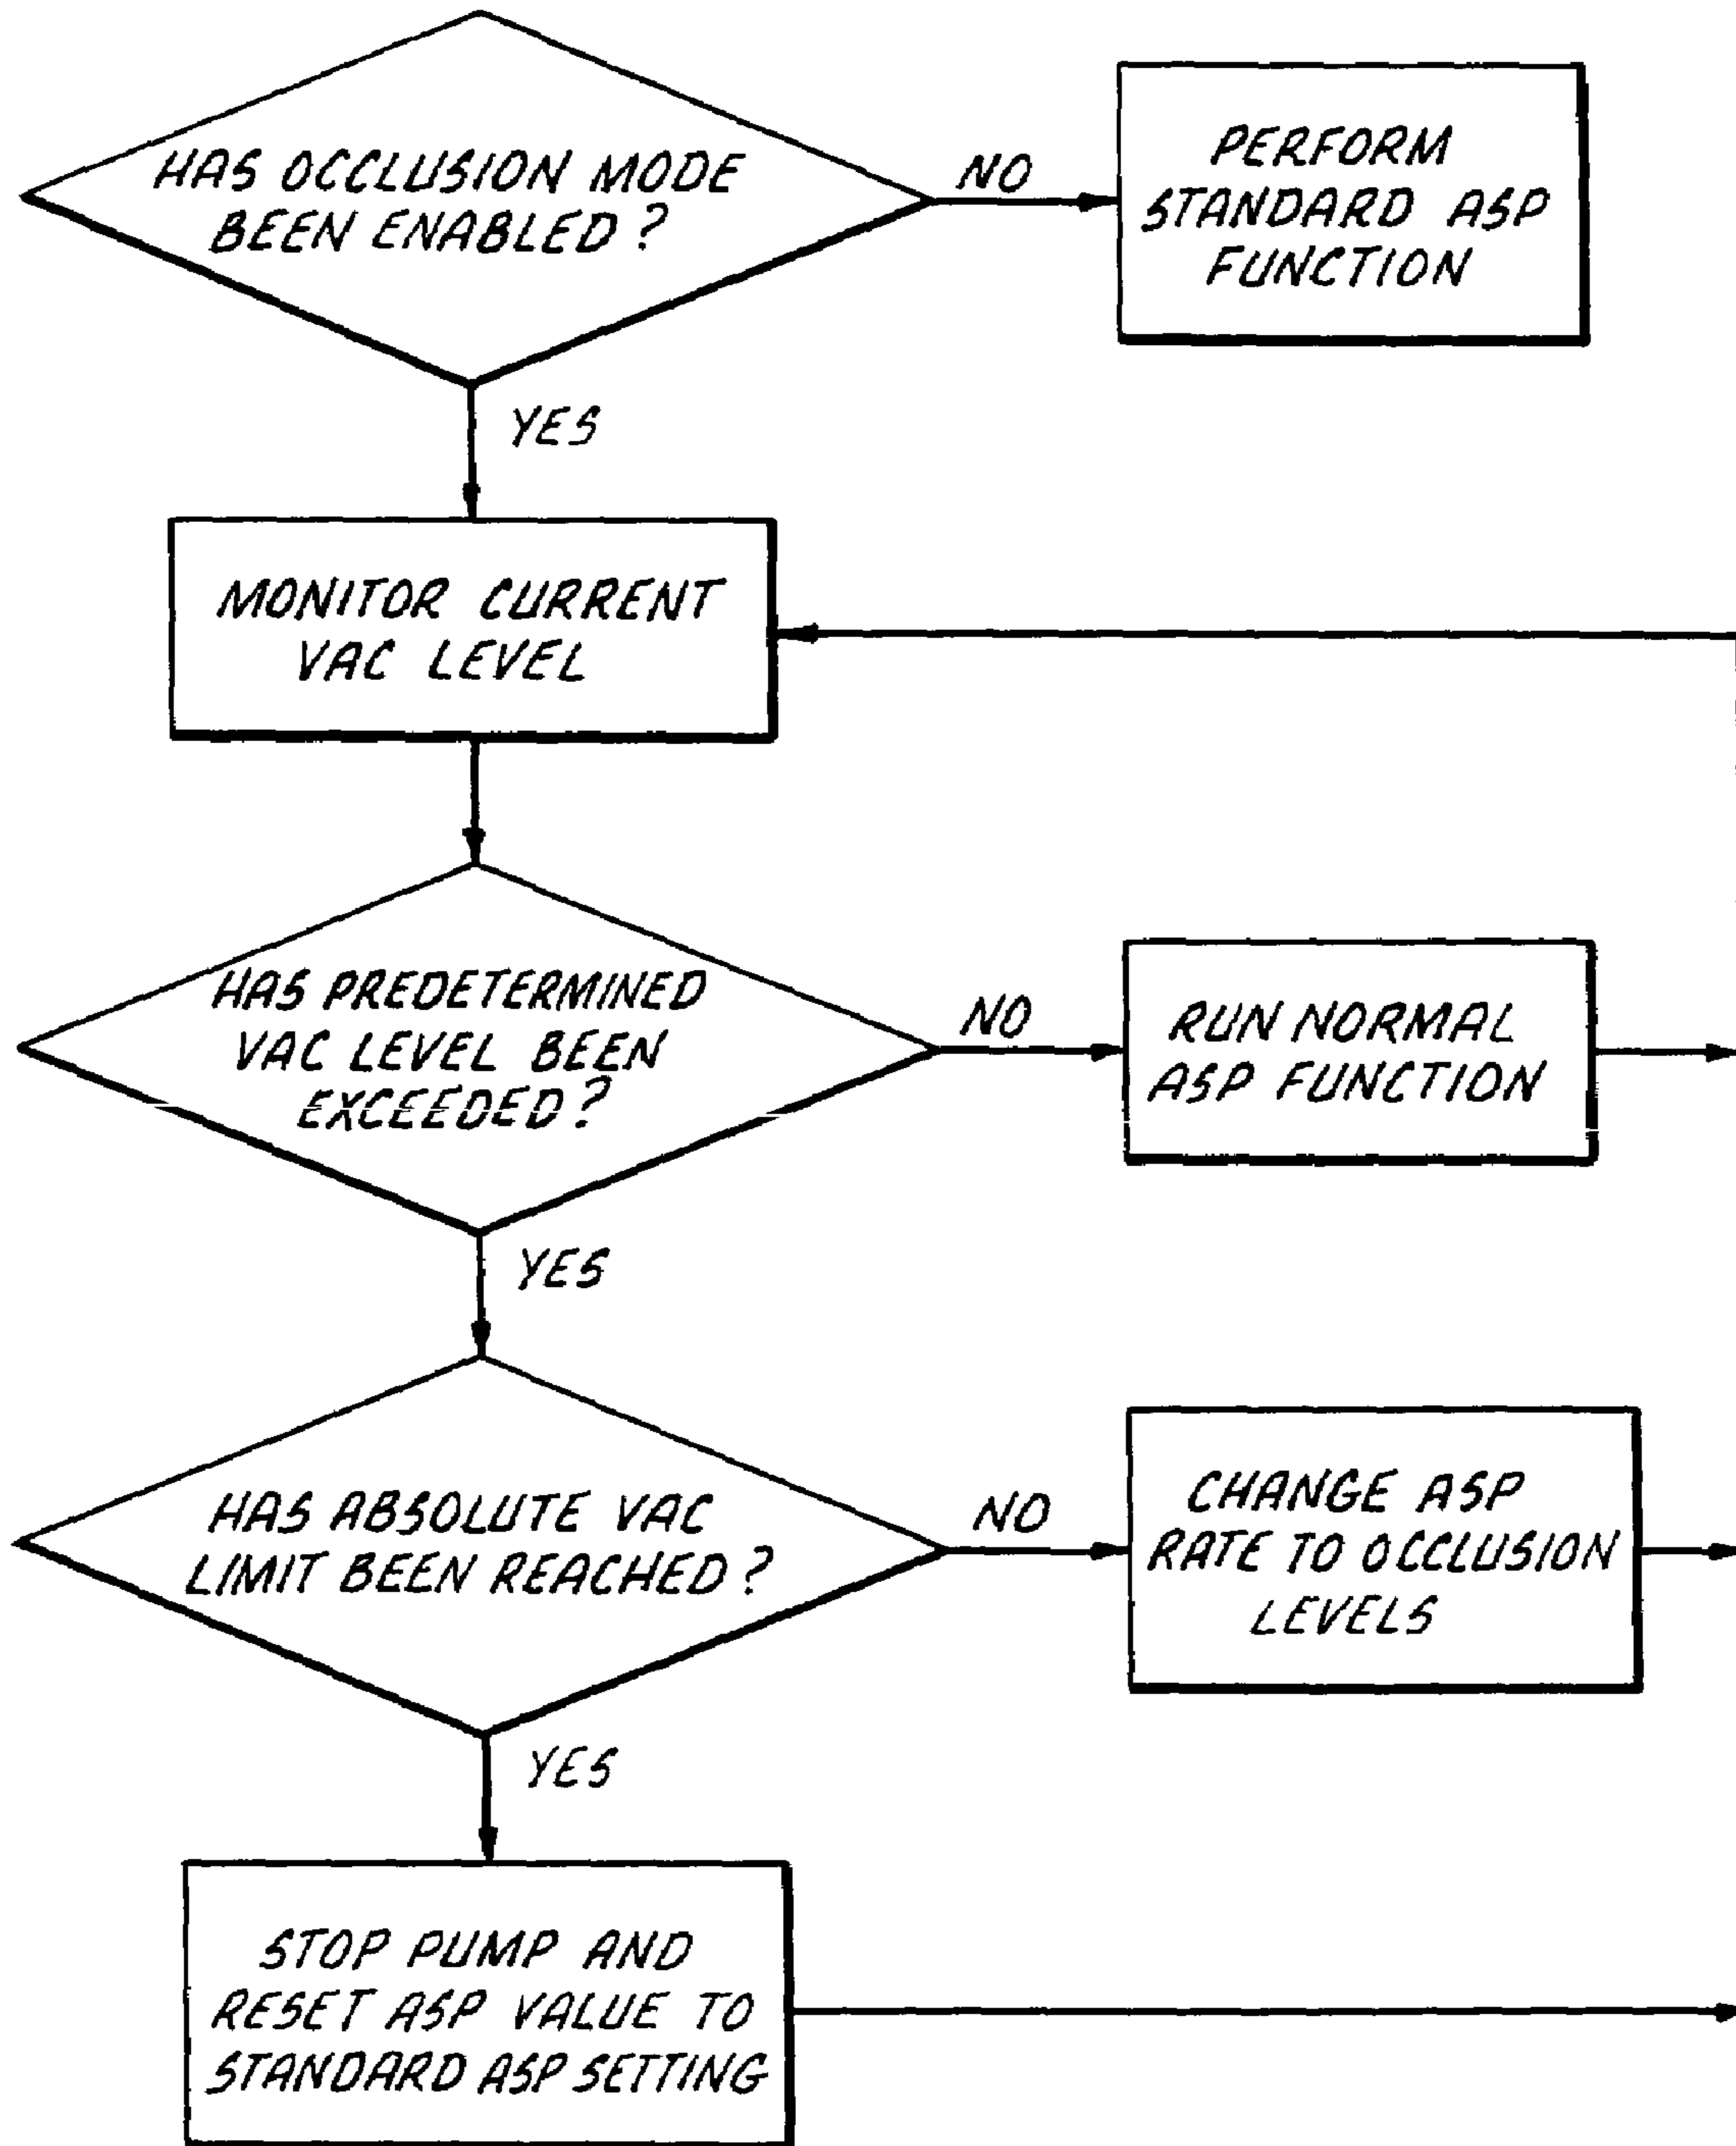 HAS OCCLUSION MODE
BEEN ENABLED?
NO
PERFORM
STANDARD ASP
FUNCTION
YES
MONITOR CURRENT
VAC LEVEL
HAS PREDETERMINED
VAC LEVEL BEEN
EXCEEDED?
NO
RUN NORMAL
ASP FUNCTION
YES
HAS ABSOLUTE VAC
LIMIT BEEN REACHED?
NO
CHANGE ASP
RATE TO OCCLUSION
LEVELS
YES
STOP PUMP AND
RESET ASP VALUE TO
STANDARD ASP SETTING